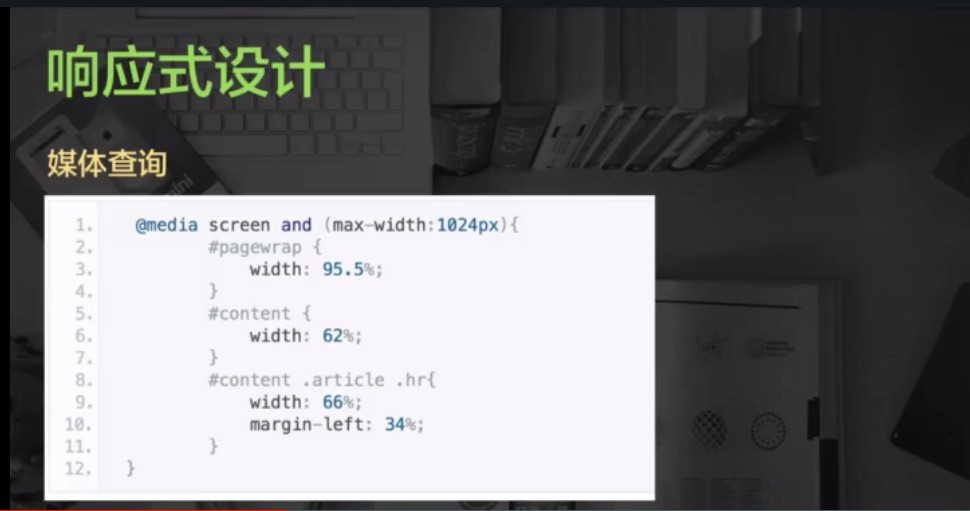 响应式设计
媒体查询
1. @media screen and (max-width:1024px){
2. #pagewrap {
3. width: 95.5%;
4. }
5. #content {
6. width: 62%;
7. }
8. #content .article .hr{
9. width: 66%;
10. margin-left: 34%;
11. }
12. }